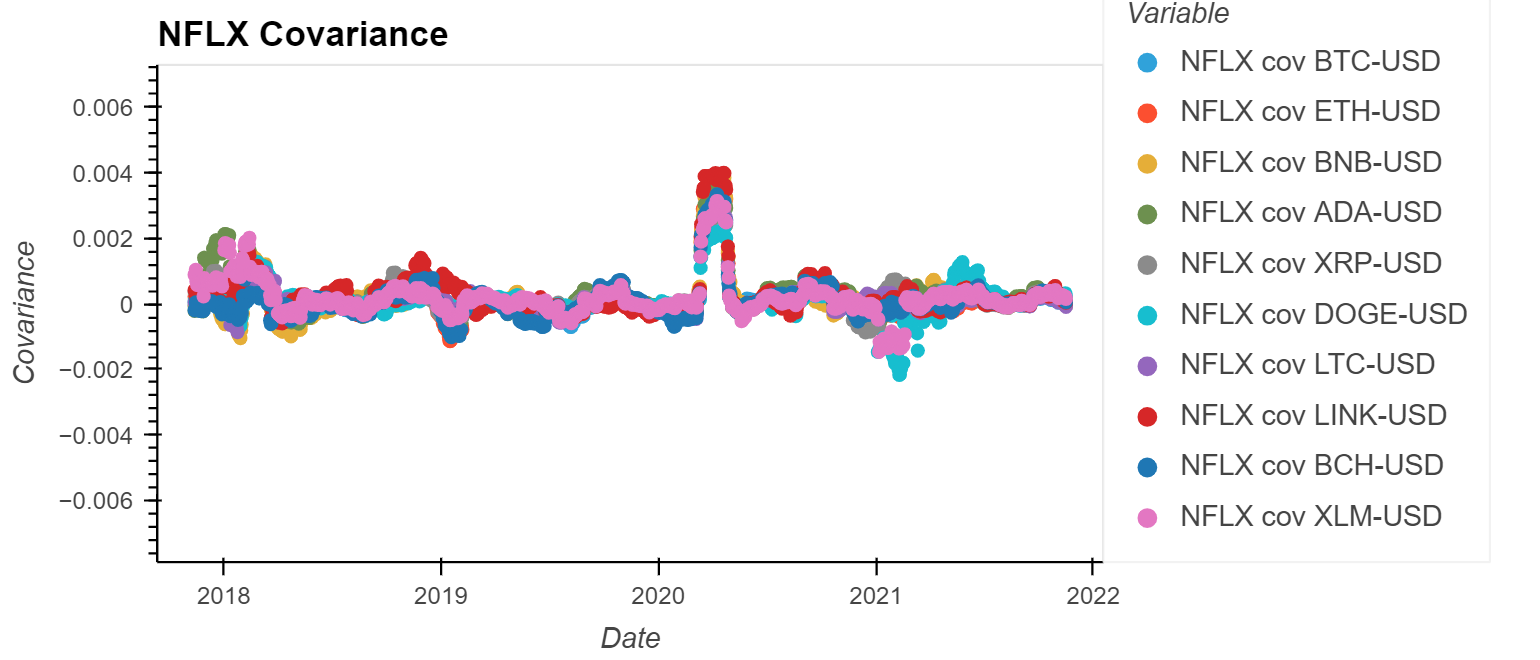 NFLX Covariance
Variable
NFLX cov BTC-USD
NFLX cov ETH-USD
NFLX cov BNB-USD
NFLX cov ADA-USD
NFLX cov XRP-USD
NFLX cov DOGE-USD
NFLX cov LTC-USD
NFLX cov LINK-USD
NFLX cov BCH-USD
NFLX cov XLM-USD
Covariance
0.006
0.004
0.002
0
−0.002
−0.004
−0.006
2018 2019 2020 2021 2022
Date